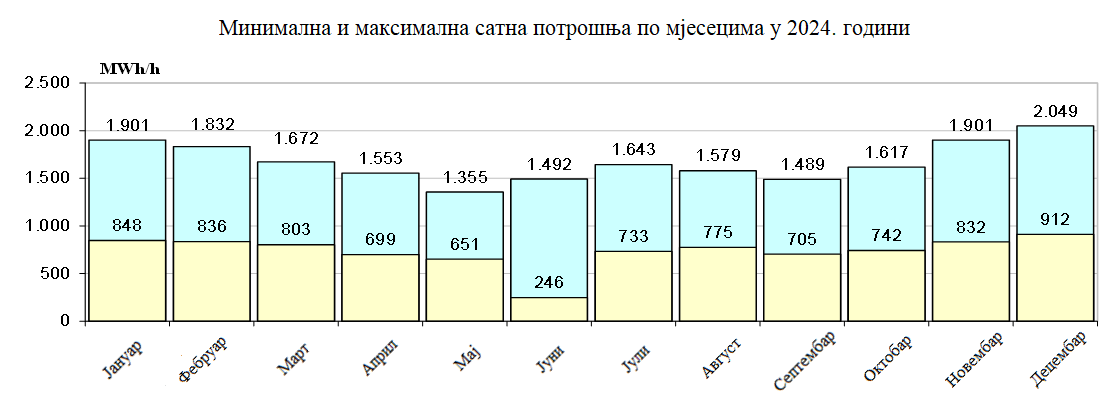 Минимална и максимална сатна потрошња по мјесецима у 2024. години
MWh/h
2.500
2.000
1.500
1.000
500
0
1.901 1.832 1.672 1.553 1.355 1.492 1.643 1.579 1.489 1.617 1.901 2.049
848 836 803 699 651 246 733 775 705 742 832 912
Јануар Фебруар Март Април Мај Јуни Јули Август Септембар Октобар Новембар Децембар